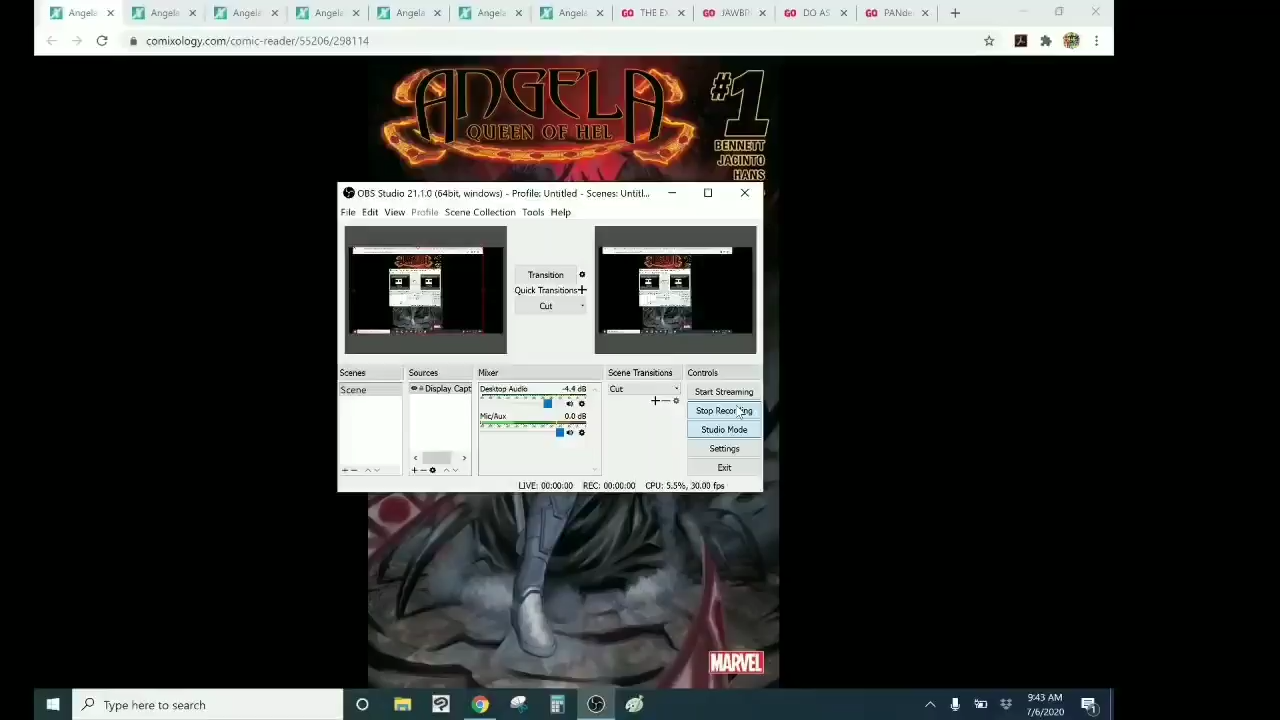 Angela
Angela
Angela
Angela
Angela
Angela
Angela
THE EX
JAWBR
DO AS
PANde
comixology.com/comic-reader/55206/298114
ANGELA
QUEEN OF HEL
#1
BENNETT
JACINTO
HANS
OBS Studio 21.1.0 (64bit, windows) - Profile: Untitled - Scenes: Untitl...
File Edit View Profile Scene Collection Tools Help
Transition
Quick Transitions
Cut
Scenes Sources Mixer Scene Transitions Controls
Scene
Display Capt
Desktop Audio -4.4 dB
Mic/Aux 0.0 dB
Cut
Start Streaming
Stop Recording
Studio Mode
Settings
Exit
LIVE: 00:00:00 REC: 00:00:00 CPU: 5.5%, 30.00 fps
MARVEL
Type here to search
9:43 AM
7/6/2020
1